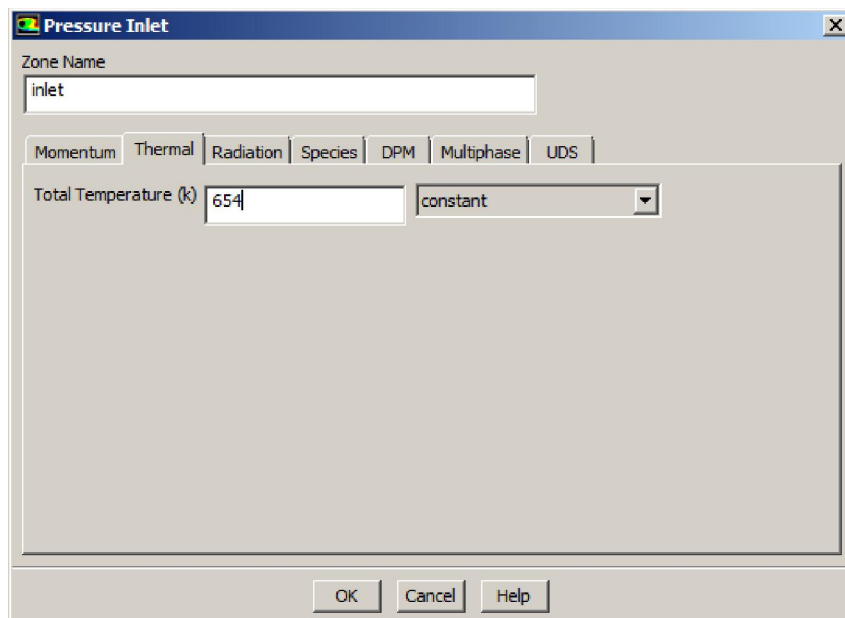 Pressure Inlet
Zone Name
inlet
Momentum Thermal Radiation Species DPM Multiphase UDS
Total Temperature (k) 654 constant
OK Cancel Help